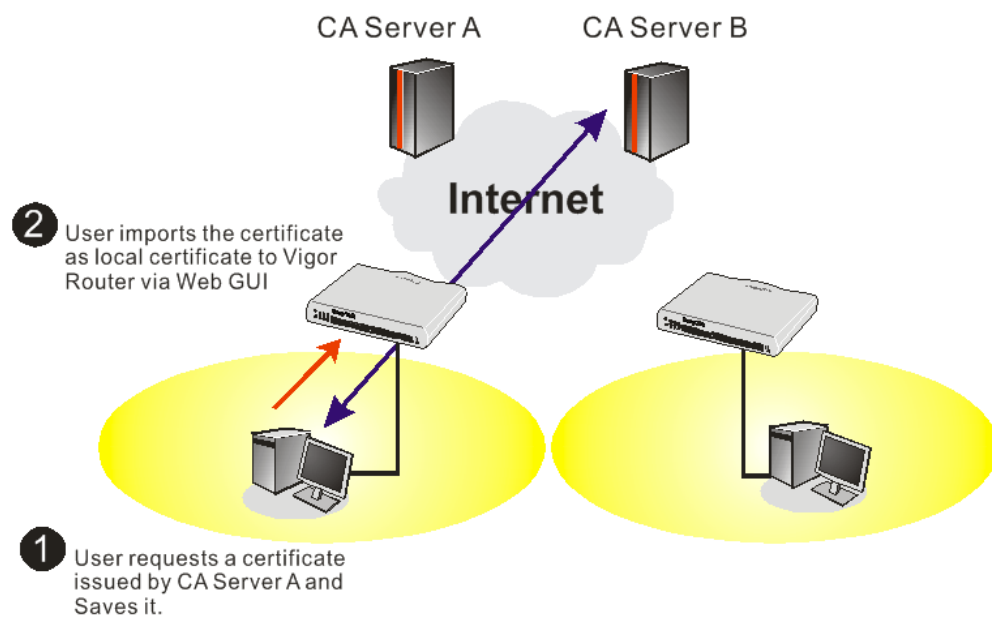 CA Server A
CA Server B
Internet
2
User imports the certificate
as local certificate to Vigor
Router via Web GUI
1
User requests a certificate
issued by CA Server A and
Saves it.